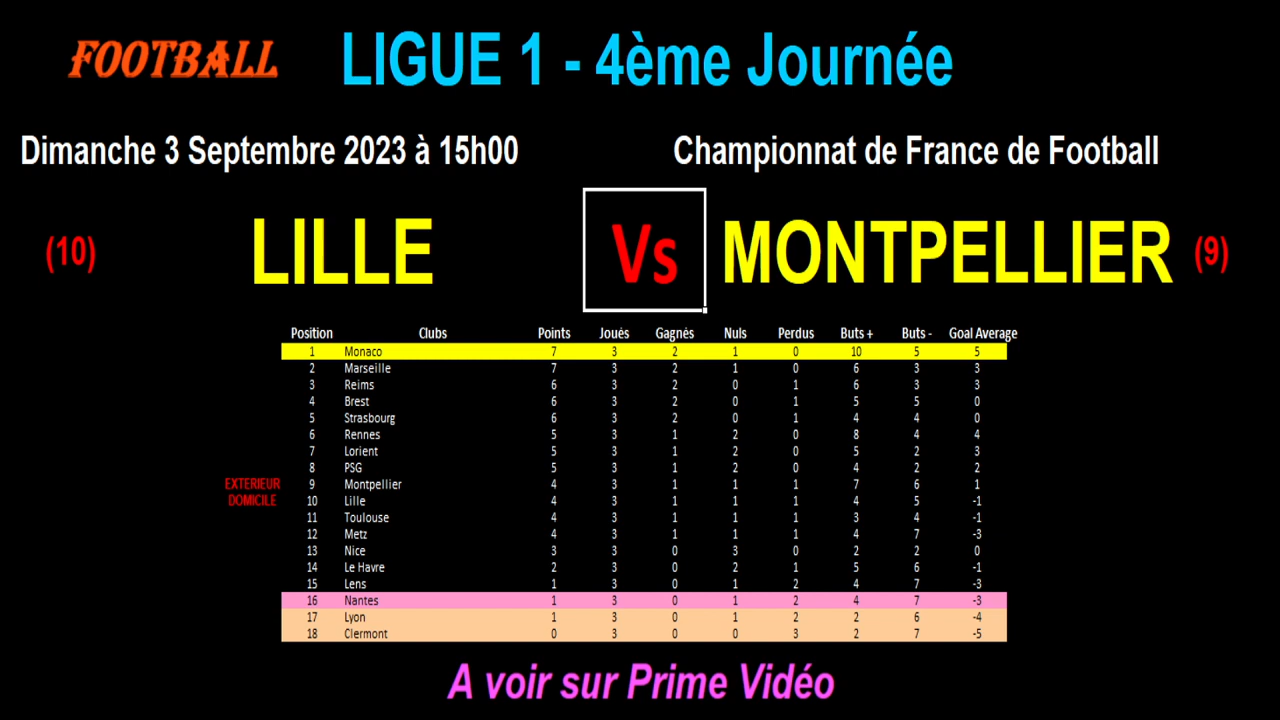 FOOTBALL LIGUE 1 - 4ème Journée
Dimanche 3 Septembre 2023 à 15h00 Championnat de France de Football
(10) LILLE Vs MONTPELLIER (9)
Position Clubs Points Joués Gagnés Nuls Perdus Buts + Buts - Goal Average
1 Monaco 7 3 2 1 0 10 5 5
2 Marseille 7 3 2 1 0 6 3 3
3 Reims 6 3 2 0 1 6 3 3
4 Brest 6 3 2 0 1 5 5 0
5 Strasbourg 6 3 2 0 1 4 4 0
6 Rennes 5 3 1 2 0 8 4 4
7 Lorient 5 3 1 2 0 5 2 3
8 PSG 5 3 1 2 0 4 2 2
EXTERIEUR 9 Montpellier 4 3 1 1 1 7 6 1
DOMICILE 10 Lille 4 3 1 1 1 4 5 -1
11 Toulouse 4 3 1 1 1 3 4 -1
12 Metz 4 3 1 1 1 4 7 -3
13 Nice 3 3 0 3 0 2 2 0
14 Le Havre 2 3 0 2 1 5 6 -1
15 Lens 1 3 0 1 2 4 7 -3
16 Nantes 1 3 0 1 2 4 7 -3
17 Lyon 1 3 0 1 2 2 6 -4
18 Clermont 0 3 0 0 3 2 7 -5
A voir sur Prime Vidéo